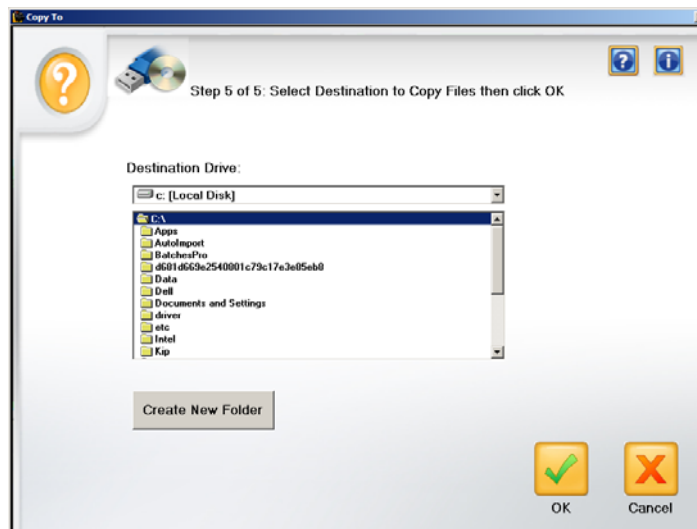 Copy To
Step 5 of 5: Select Destination to Copy Files then click OK
Destination Drive:
c: [Local Disk]
C:\
Apps
AutoImport
BatchesPro
d601d669e2540001c79c17e3e05eb0
Data
Dell
Documents and Settings
driver
etc
Intel
Kip
Create New Folder
OK
Cancel